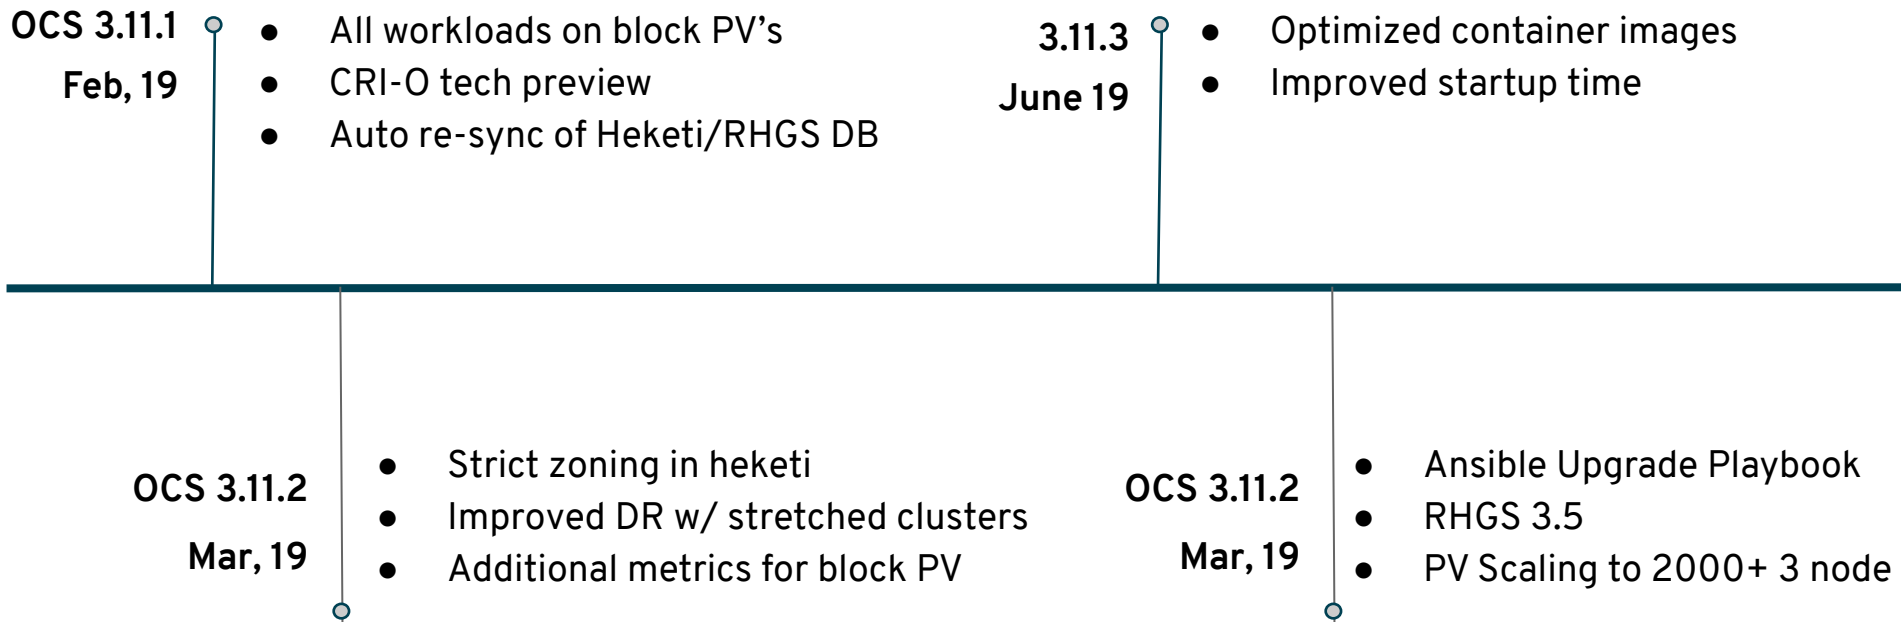 OCS 3.11.1
Feb, 19
● All workloads on block PV's
● CRI-O tech preview
● Auto re-sync of Heketi/RHGS DB
3.11.3
June 19
● Optimized container images
● Improved startup time
OCS 3.11.2
Mar, 19
● Strict zoning in heketi
● Improved DR w/ stretched clusters
● Additional metrics for block PV
OCS 3.11.2
Mar, 19
● Ansible Upgrade Playbook
● RHGS 3.5
● PV Scaling to 2000+ 3 node